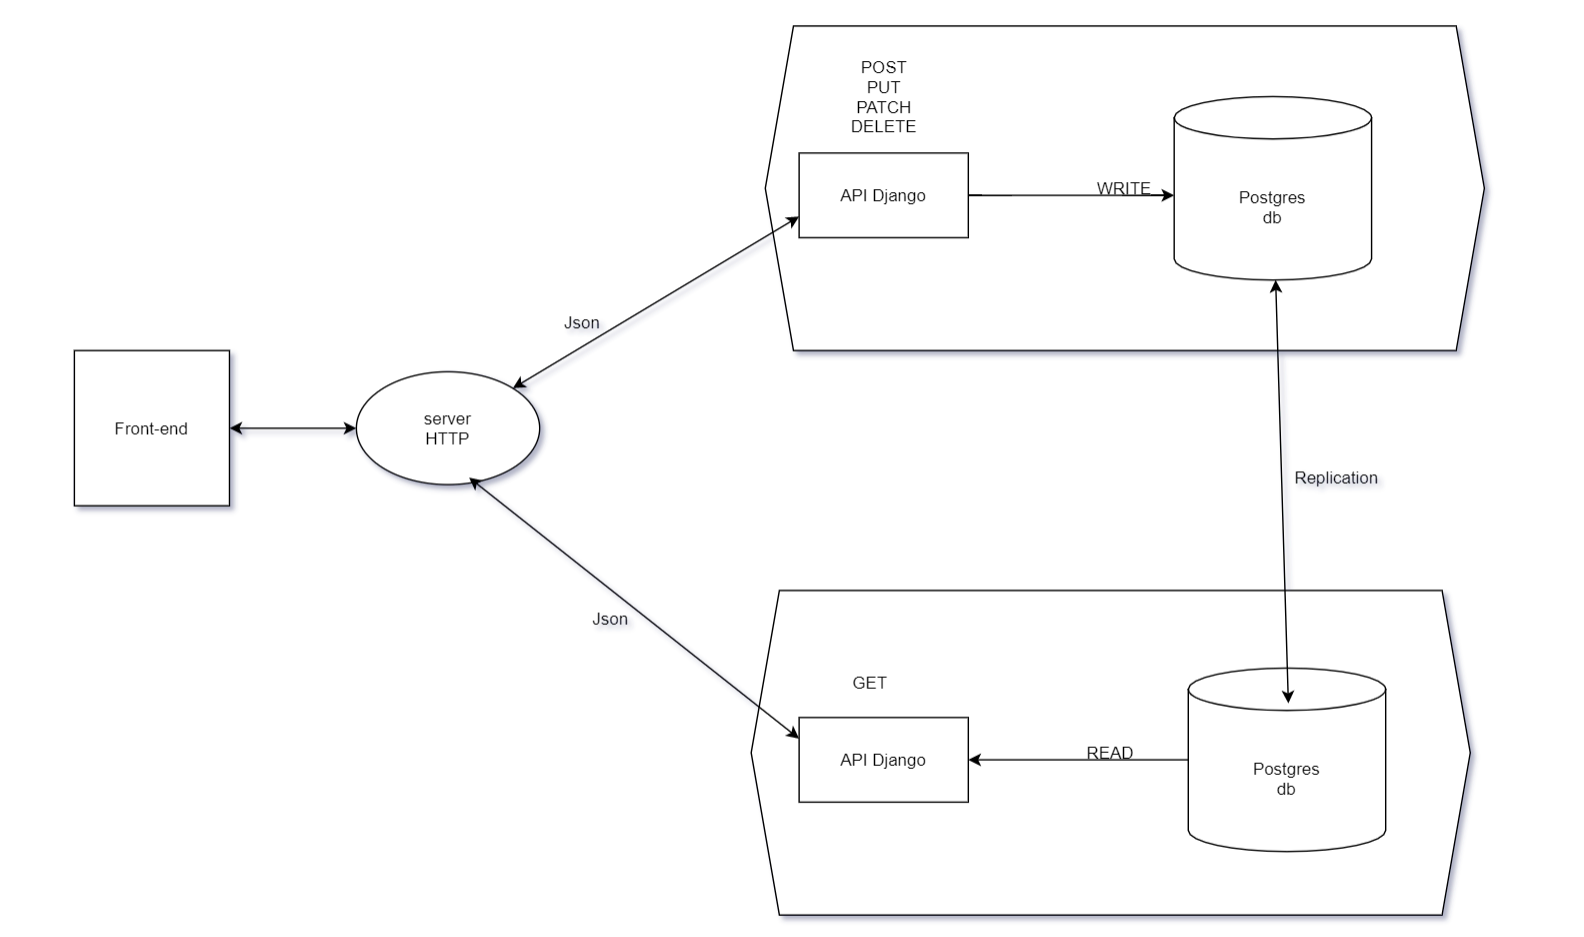 POST
PUT
PATCH
DELETE
API Django
WRITE
Postgres
db
Json
Front-end
server
HTTP
Replication
Json
GET
API Django
READ
Postgres
db